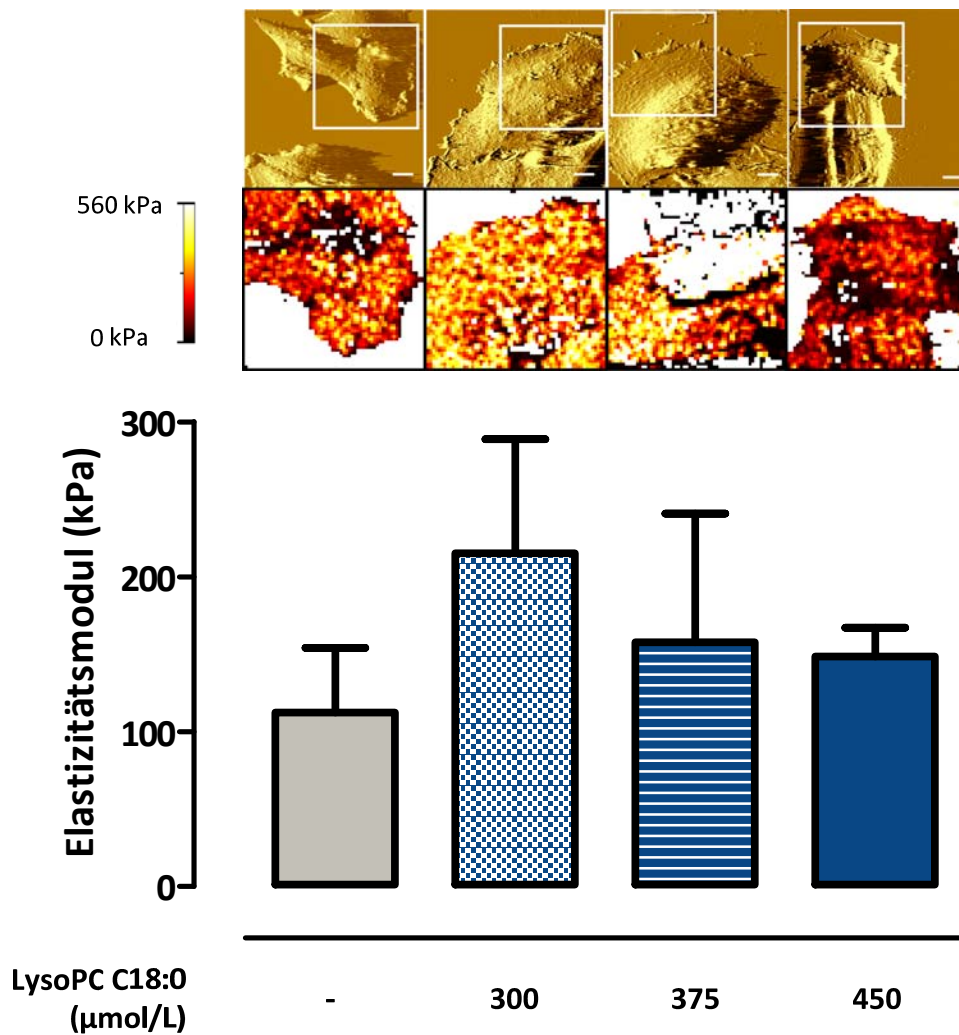 560 kPa
0 kPa
Elastizitätsmodul (kPa)
300
200
100
0
LysoPC C18:0
(µmol/L)
- 300 375 450